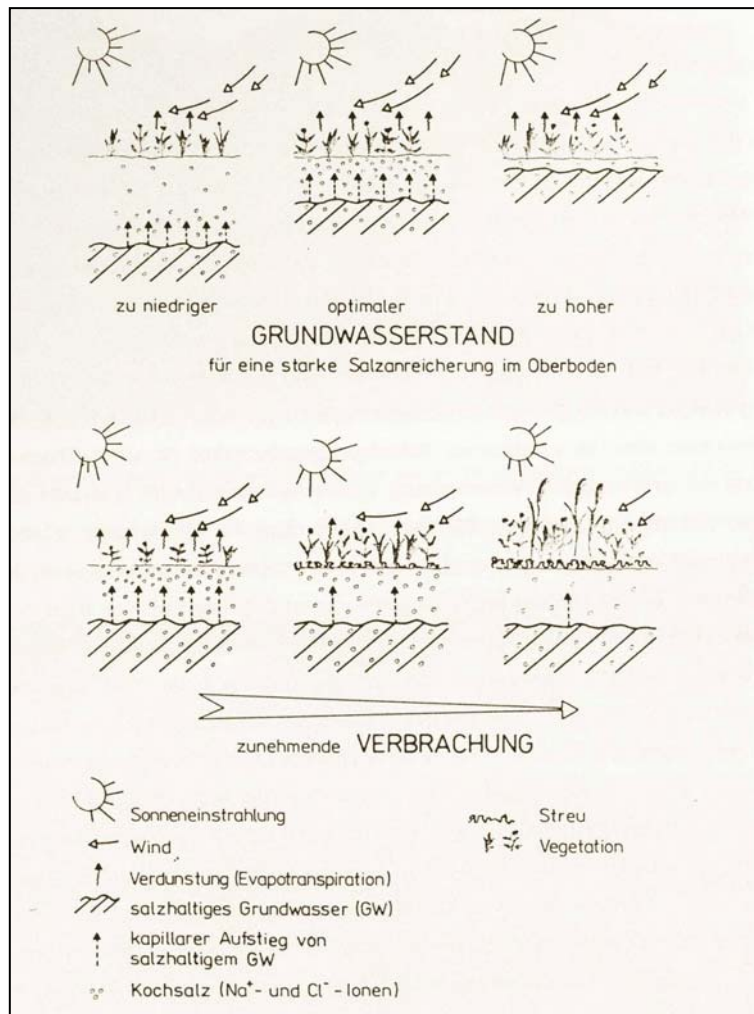 zu niedriger optimaler zu hoher
GRUNDWASSERSTAND
für eine starke Salzanreicherung im Oberboden
zunehmende VERBRACHUNG
Sonneneinstrahlung
Wind
Verdunstung (Evapotranspiration)
salzhaltiges Grundwasser (GW)
kapillarer Aufstieg von
salzhaltigem GW
Kochsalz (Na⁺- und Cl⁻-Ionen)
Streu
Vegetation